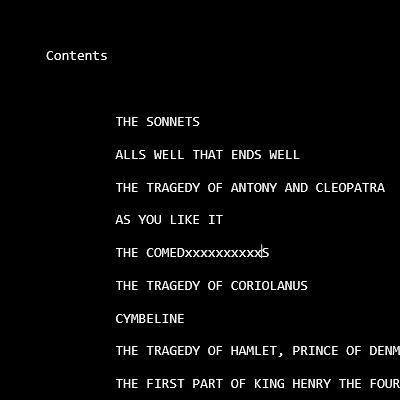 Contents
THE SONNETS
ALLS WELL THAT ENDS WELL
THE TRAGEDY OF ANTONY AND CLEOPATRA
AS YOU LIKE IT
THE COMEDxxxxxxxxxxS
THE TRAGEDY OF CORIOLANUS
CYMBELINE
THE TRAGEDY OF HAMLET, PRINCE OF DENM
THE FIRST PART OF KING HENRY THE FOUR